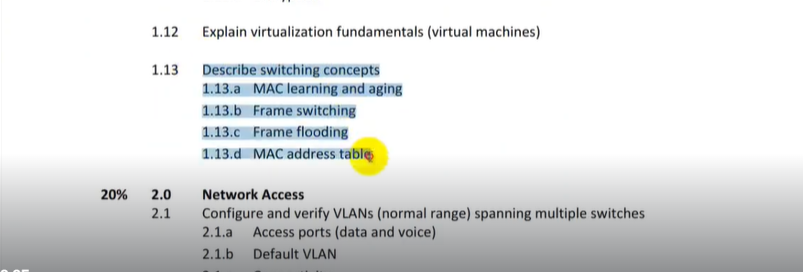 1.12 Explain virtualization fundamentals (virtual machines)
1.13 Describe switching concepts
1.13.a MAC learning and aging
1.13.b Frame switching
1.13.c Frame flooding
1.13.d MAC address table
20% 2.0 Network Access
2.1 Configure and verify VLANs (normal range) spanning multiple switches
2.1.a Access ports (data and voice)
2.1.b Default VLAN